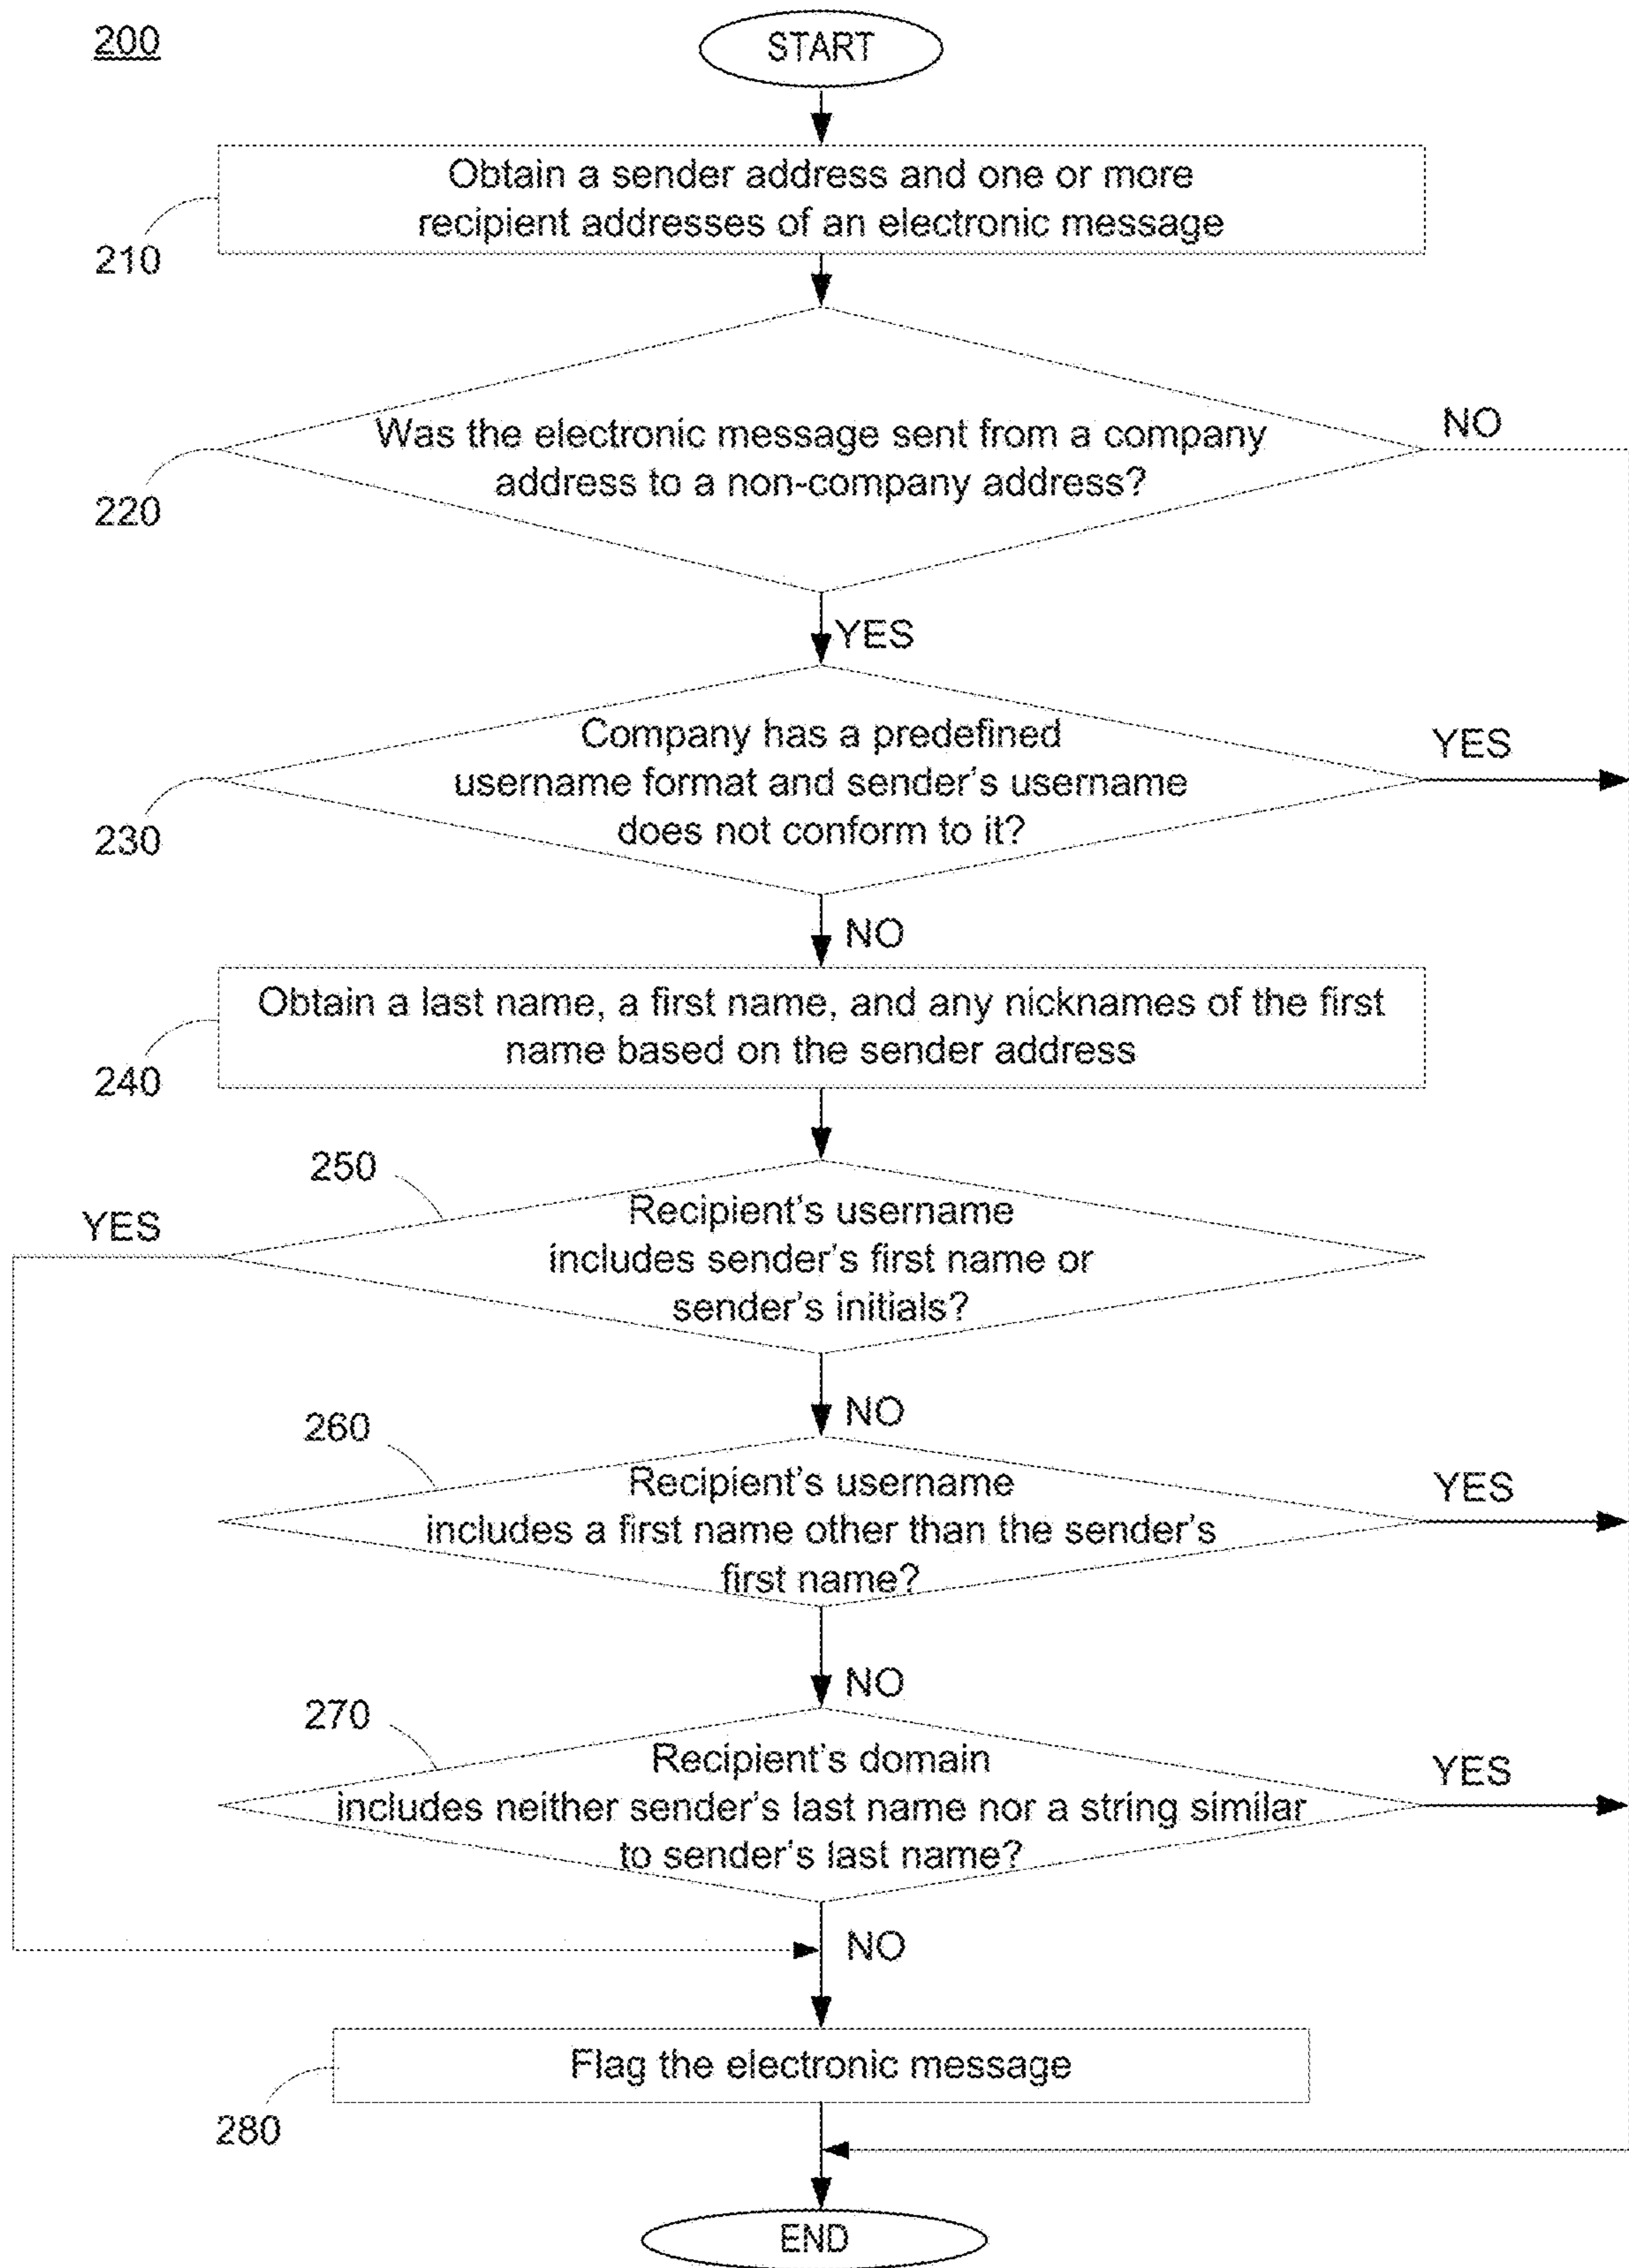 200
START
Obtain a sender address and one or more
recipient addresses of an electronic message
210
Was the electronic message sent from a company
address to a non-company address?
NO
220
YES
Company has a predefined
username format and sender's username
does not conform to it?
YES
230
NO
Obtain a last name, a first name, and any nicknames of the first
name based on the sender address
240
250
YES
Recipient's username
includes sender's first name or
sender's initials?
NO
260
Recipient's username
includes a first name other than the sender's
first name?
YES
NO
270
Recipient's domain
includes neither sender's last name nor a string similar
to sender's last name?
YES
NO
Flag the electronic message
280
END